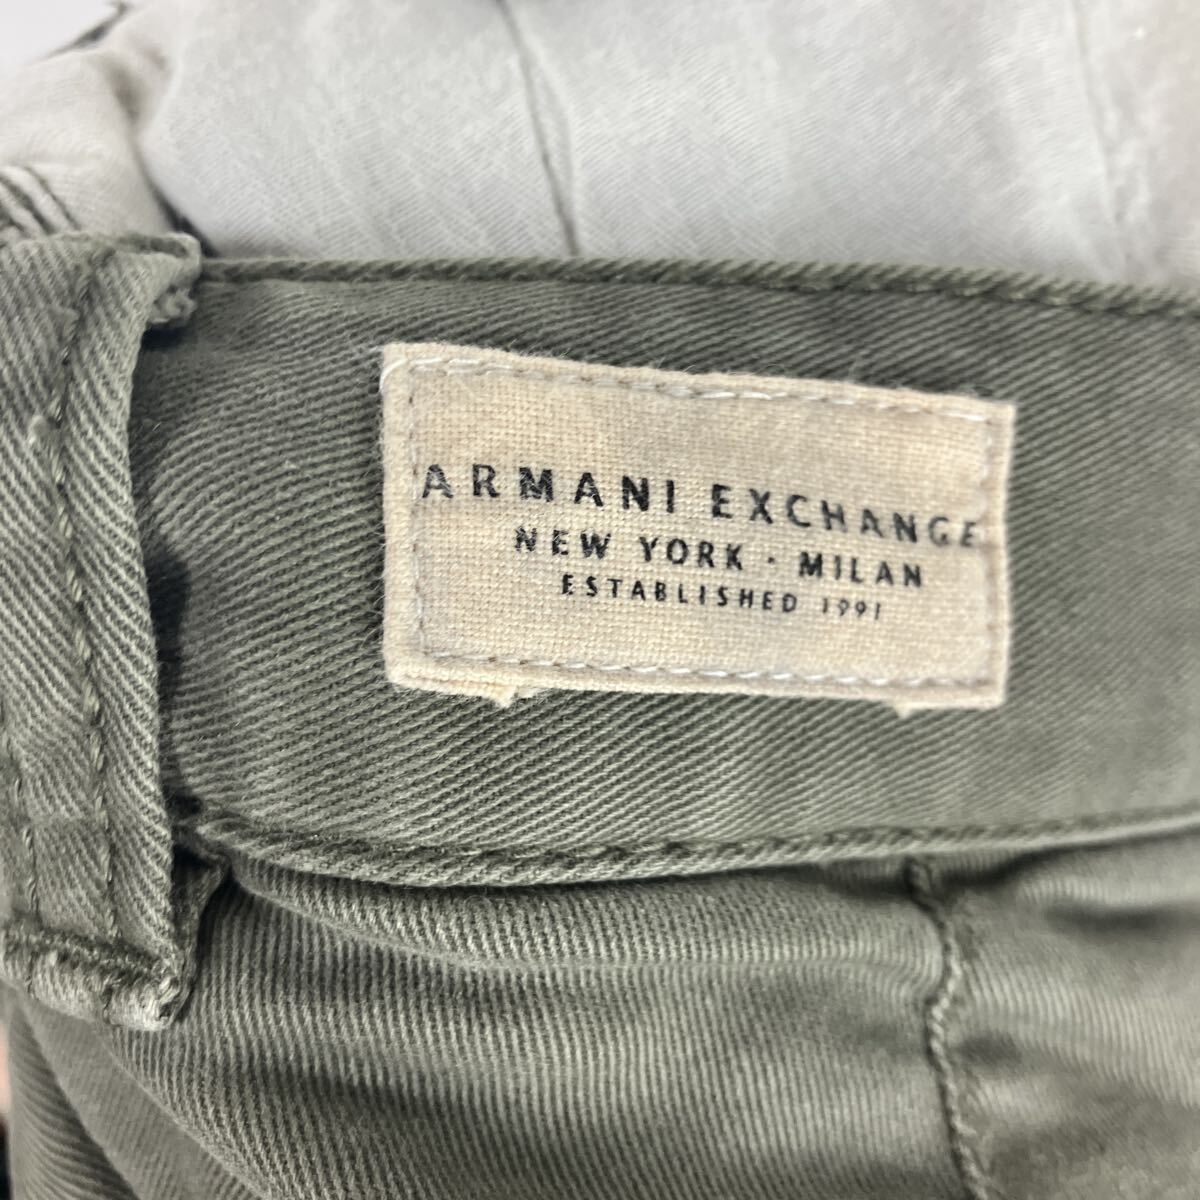 ARMANI EXCHANGE
NEW YORK · MILAN
ESTABLISHED 1991